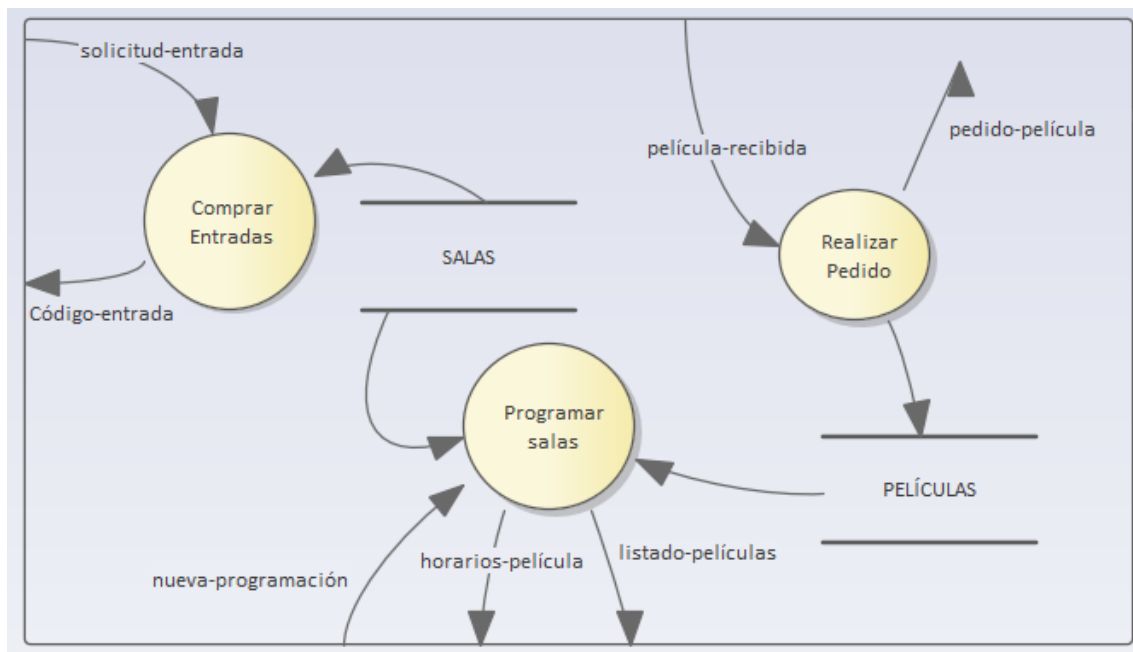 solicitud-entrada
Comprar
Entradas
Código-entrada
SALAS
película-recibida
pedido-película
Realizar
Pedido
Programar
salas
PELÍCULAS
nueva-programación
horarios-película
listado-películas